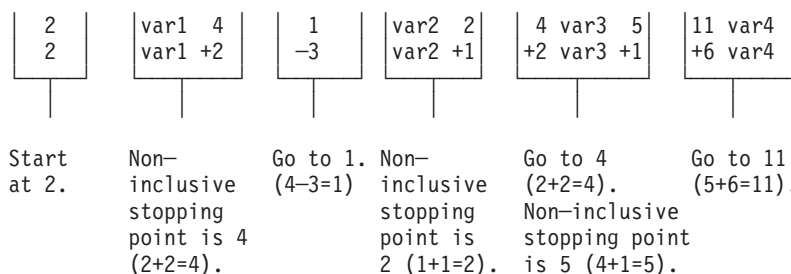 2 var1 4 1 var2 2 4 var3 5 11 var4
2 var1 +2 −3 var2 +1 +2 var3 +1 +6 var4
Start Non− Go to 1. Non− Go to 4 Go to 11
at 2. inclusive (4−3=1) inclusive (2+2=4). (5+6=11).
stopping stopping Non−inclusive
point is 4 point is stopping point
(2+2=4). 2 (1+1=2). is 5 (4+1=5).